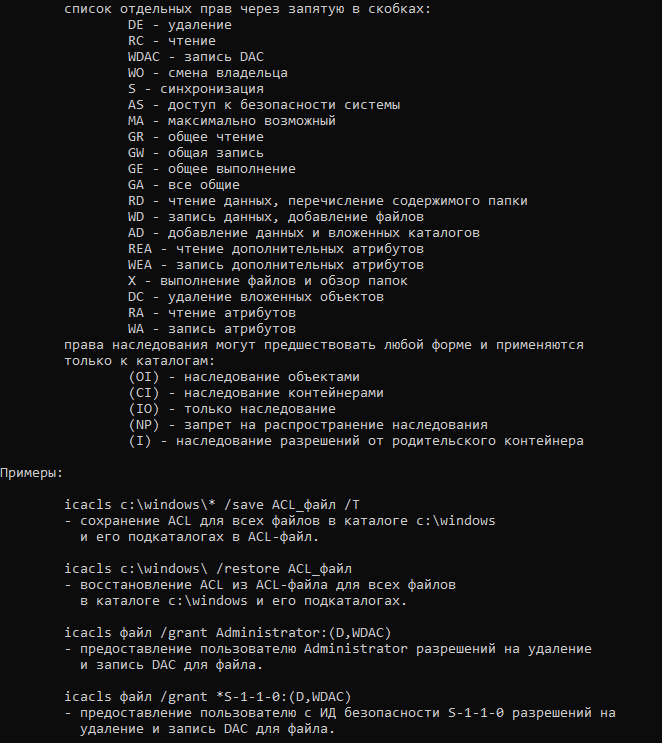 список отдельных прав через запятую в скобках:
DE - удаление
RC - чтение
WDAC - запись DAC
WO - смена владельца
S - синхронизация
AS - доступ к безопасности системы
MA - максимально возможный
GR - общее чтение
GW - общая запись
GE - общее выполнение
GA - все общие
RD - чтение данных, перечисление содержимого папки
WD - запись данных, добавление файлов
AD - добавление данных и вложенных каталогов
REA - чтение дополнительных атрибутов
WEA - запись дополнительных атрибутов
X - выполнение файлов и обзор папок
DC - удаление вложенных объектов
RA - чтение атрибутов
WA - запись атрибутов
права наследования могут предшествовать любой форме и применяются
только к каталогам:
(OI) - наследование объектами
(CI) - наследование контейнерами
(IO) - только наследование
(NP) - запрет на распространение наследования
(I) - наследование разрешений от родительского контейнера
Примеры:
icacls c:\windows\* /save ACL_файл /T
- сохранение ACL для всех файлов в каталоге c:\windows
и его подкаталогах в ACL-файл.
icacls c:\windows\ /restore ACL_файл
- восстановление ACL из ACL-файла для всех файлов
в каталоге c:\windows и его подкаталогах.
icacls файл /grant Administrator:(D,WDAC)
- предоставление пользователю Administrator разрешений на удаление
и запись DAC для файла.
icacls файл /grant *S-1-1-0:(D,WDAC)
- предоставление пользователю с ИД безопасности S-1-1-0 разрешений на
удаление и запись DAC для файла.